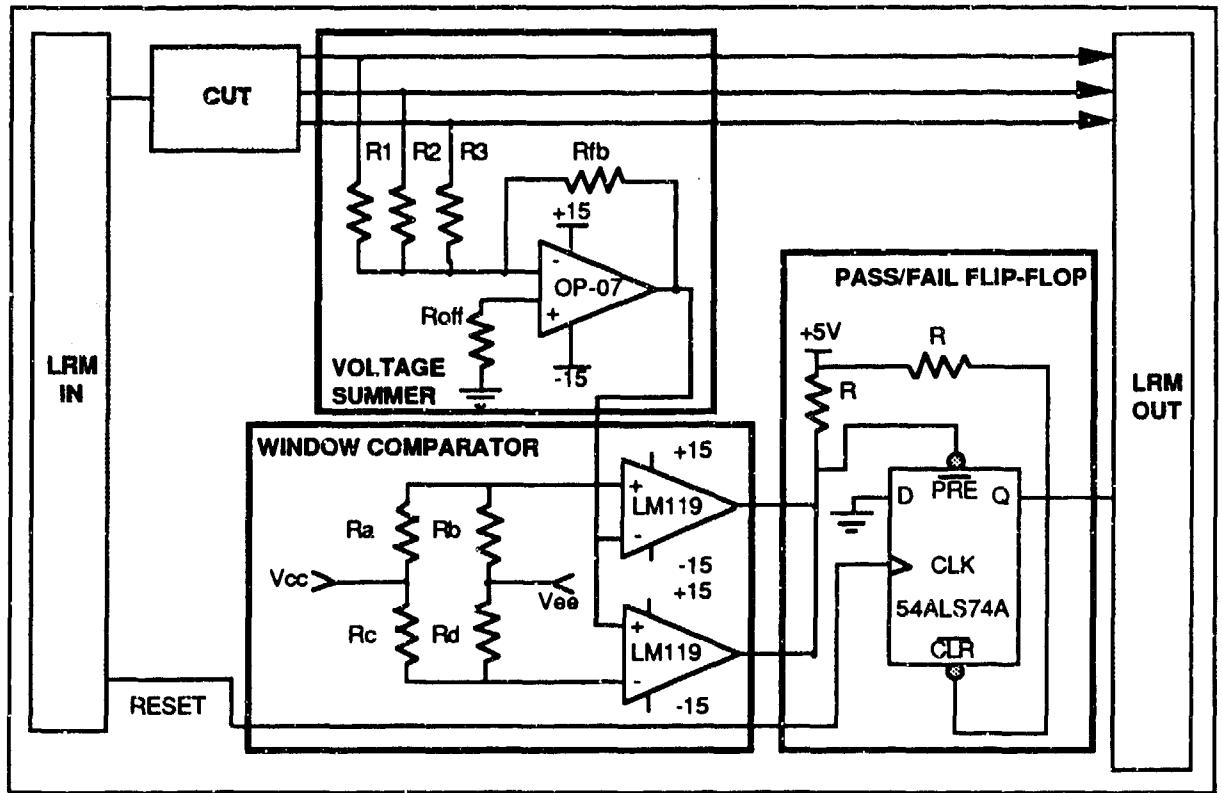 CUT
R1 R2 R3
Rfb
+15
-
OP-07
+
Roff
-15
VOLTAGE
SUMMER
LRM
IN
PASS/FAIL FLIP-FLOP
+5V
R
R
LRM
OUT
WINDOW COMPARATOR
+15
+
LM119
-
-15
Ra
Rb
Vcc
Vee
Rc
Rd
+15
+
LM119
-
-15
D
PRE
Q
CLK
54ALS74A
CLR
RESET